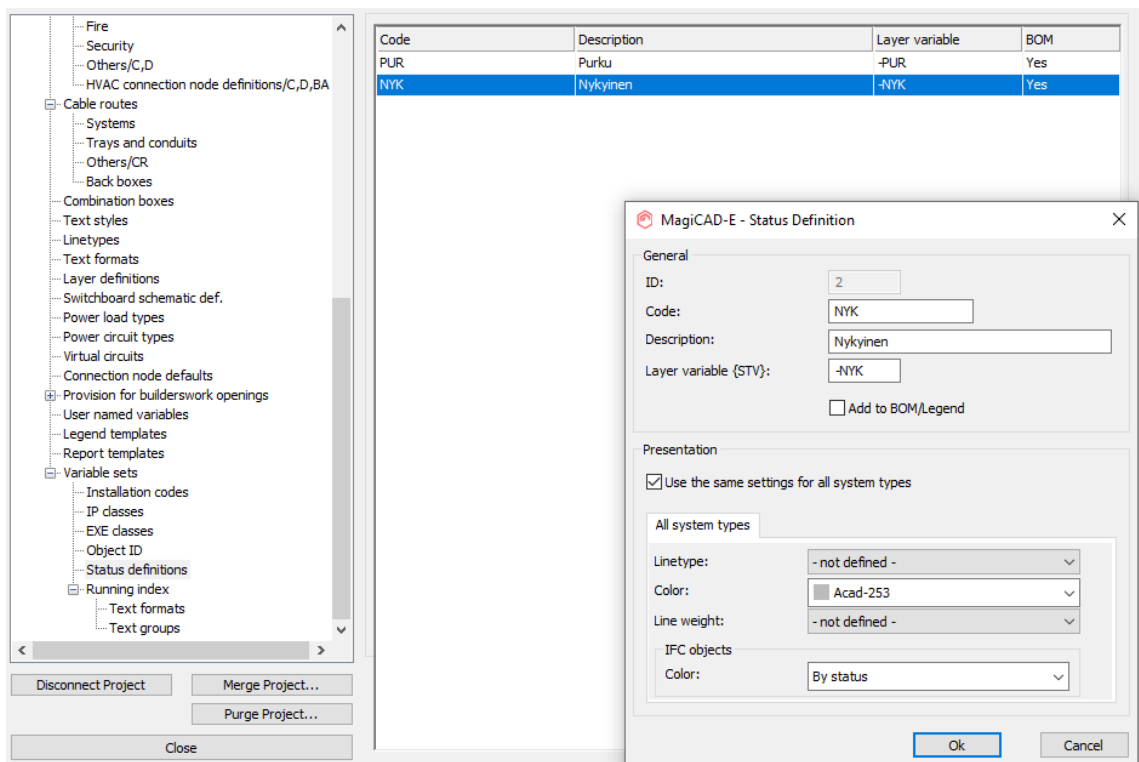 Fire
Security
Others/C,D
HVAC connection node definitions/C,D,BA
Cable routes
Systems
Trays and conduits
Others/CR
Back boxes
Combination boxes
Text styles
Linetypes
Text formats
Layer definitions
Switchboard schematic def.
Power load types
Power circuit types
Virtual circuits
Connection node defaults
Provision for builderswork openings
User named variables
Legend templates
Report templates
Variable sets
Installation codes
IP classes
EXE classes
Object ID
Status definitions
Running index
Text formats
Text groups
Disconnect Project Merge Project...
Purge Project...
Close
Code Description Layer variable BOM
PUR Purku -PUR Yes
NYK Nykyinen -NYK Yes
MagiCAD-E - Status Definition
General
ID: 2
Code: NYK
Description: Nykyinen
Layer variable {STV}: -NYK
Add to BOM/Legend
Presentation
Use the same settings for all system types
All system types
Linetype: - not defined -
Color: Acad-253
Line weight: - not defined -
IFC objects
Color: By status
Ok Cancel